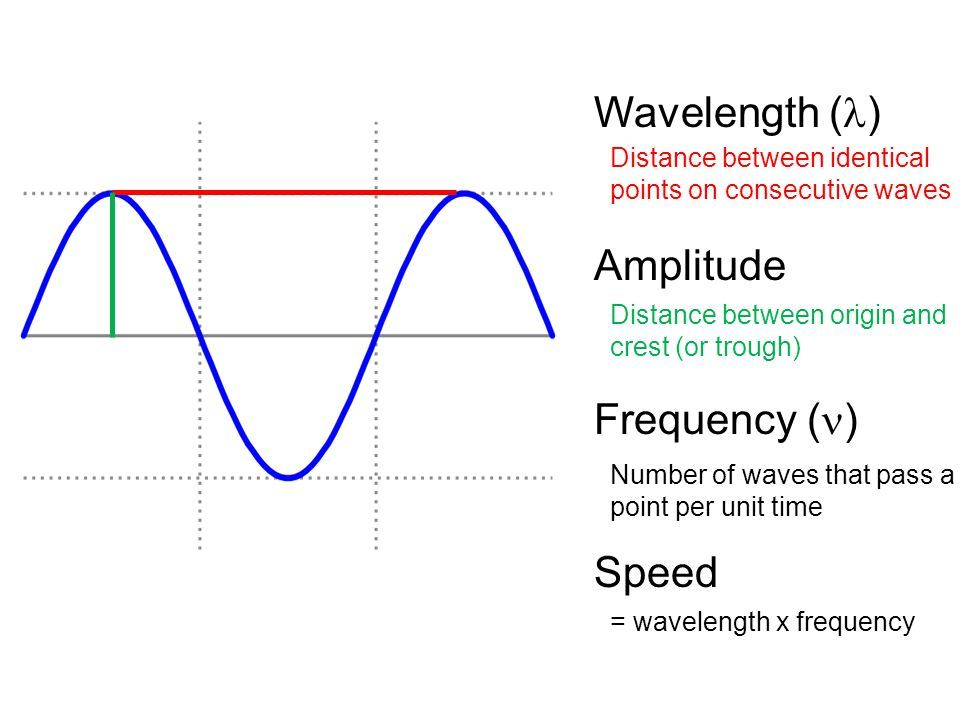 Wavelength (λ)
Distance between identical
points on consecutive waves
Amplitude
Distance between origin and
crest (or trough)
Frequency (ν)
Number of waves that pass a
point per unit time
Speed
= wavelength x frequency